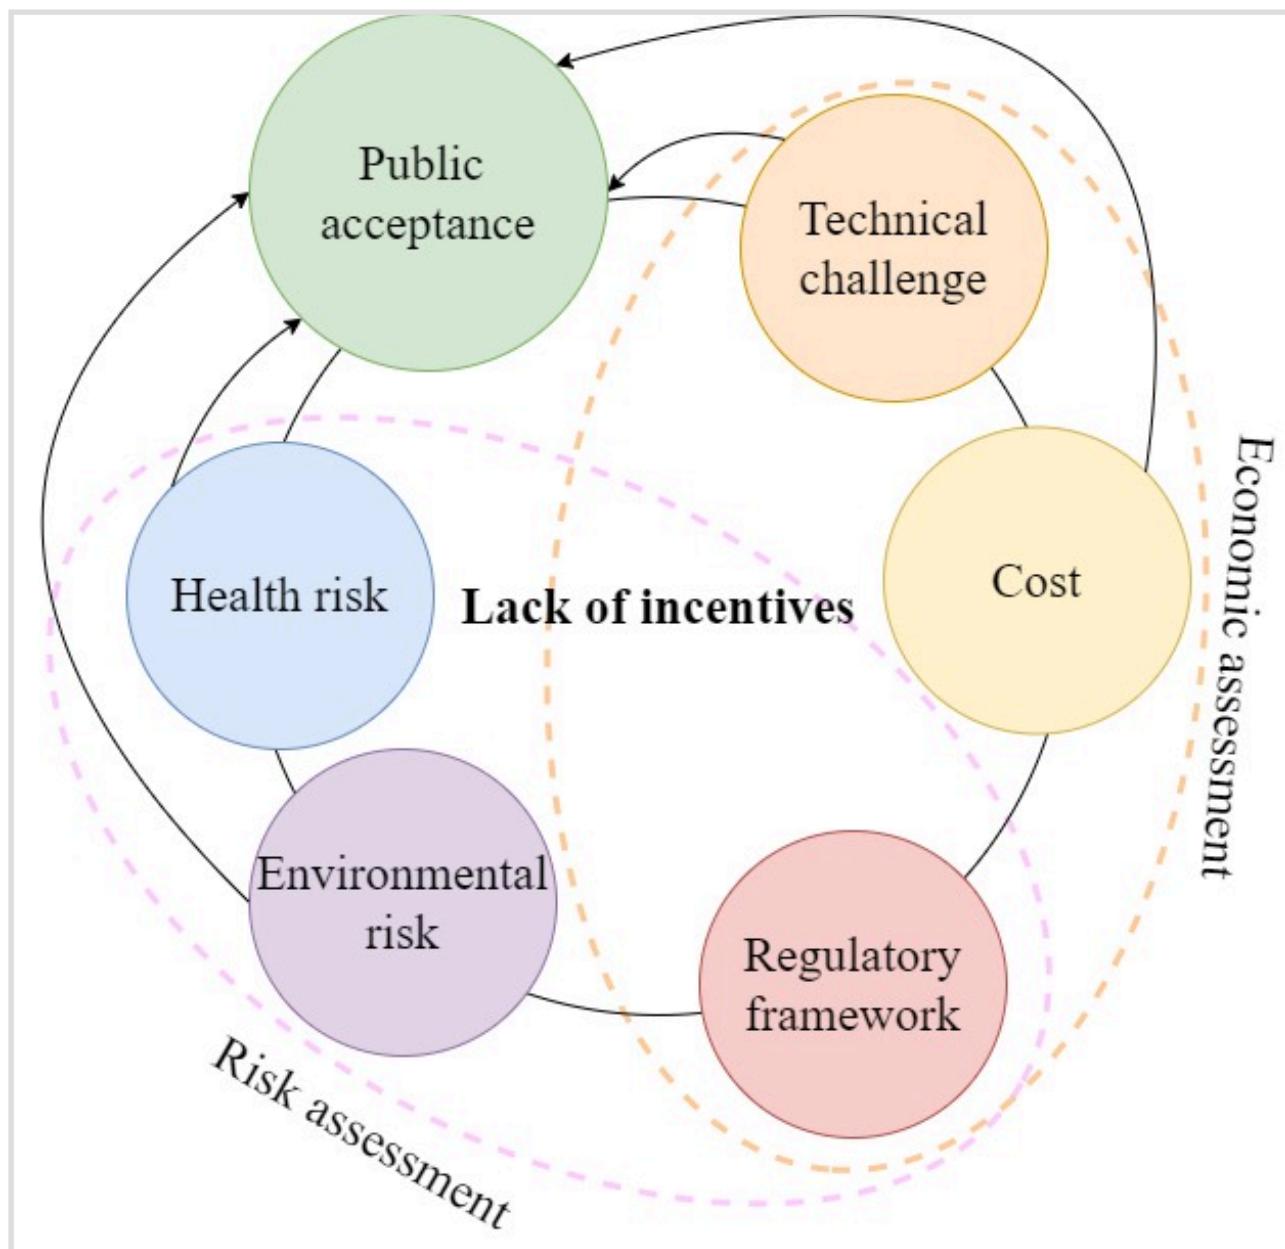 Public
acceptance
Technical
challenge
Health risk
Lack of incentives
Cost
Economic assessment
Environmental
risk
Regulatory
framework
Risk assessment